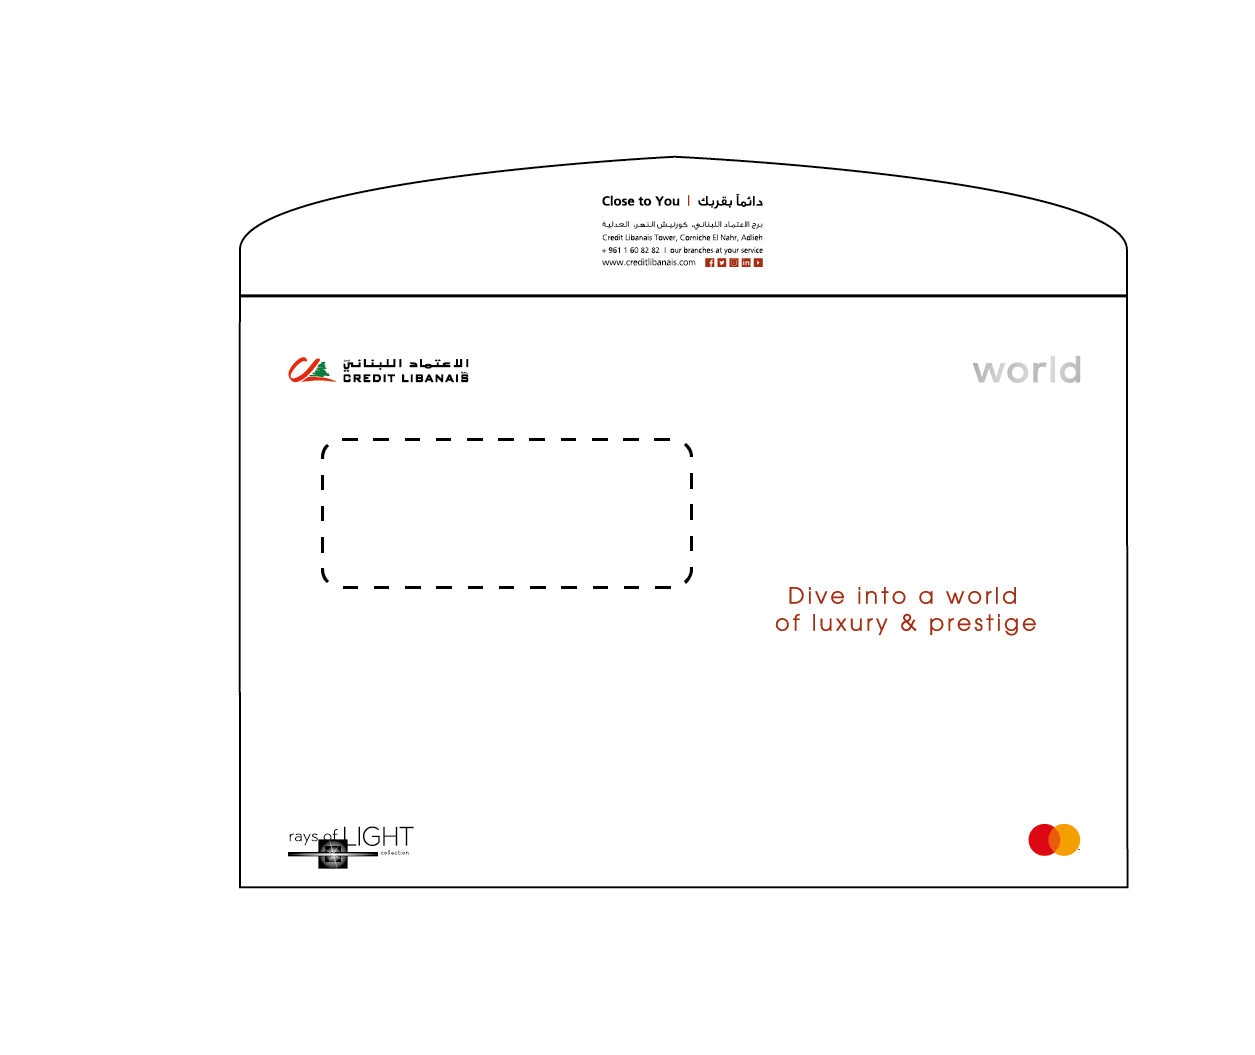 Close to You | دائماً بقربك
برج الاعتماد اللبناني، كورنيش النهر، العدلية
Credit Libanais Tower, Corniche El Nahr, Adlieh
+ 961 1 60 82 82 | our branches at your service
www.creditlibanais.com
الاعتماد اللبناني
CREDIT LIBANAIS
world
Dive into a world
of luxury & prestige
rays of LIGHT
collection